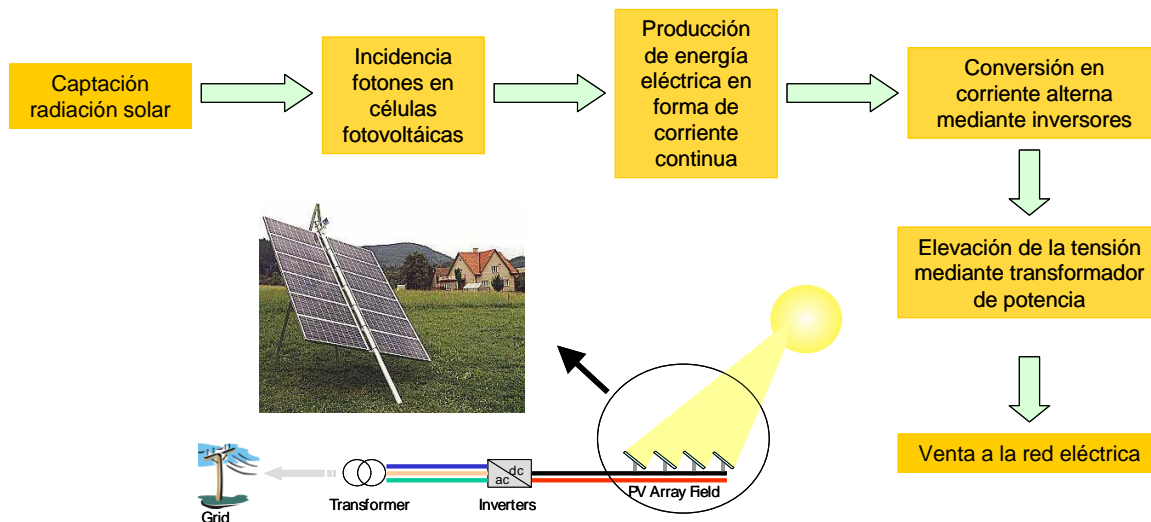 Captación
radiación solar
Incidencia
fotones en
células
fotovoltáicas
Producción
de energía
eléctrica en
forma de
corriente
continua
Conversión en
corriente alterna
mediante inversores
Elevación de la tensión
mediante transformador
de potencia
Venta a la red eléctrica
dc
ac
Grid
Transformer
Inverters
PV Array Field